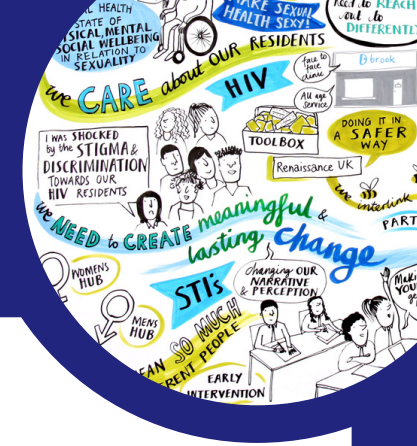 HEALTH
STATE OF
PHYSICAL, MENTAL
SOCIAL WELLBEING
IN RELATION TO
SEXUALITY
MAKE SEXUAL
HEALTH SEXY!
need to REACH
out to
DIFFERENTLY
we CARE about OUR RESIDENTS
HIV
face to
face
clinic
brook
All age
service
TOOLBOX
DOING IT IN
A SAFER
WAY
Renaissance UK
we interlink
PART
I WAS SHOCKED
by the STIGMA &
DISCRIMINATION
TOWARDS OUR
HIV RESIDENTS
we NEED to CREATE meaningful &
lasting change
WOMENS
HUB
MENS
HUB
STI's
changing OUR
NARRATIVE
& PERCEPTION
MEAN SO MUCH
PEOPLE
EARLY
INTERVENTION